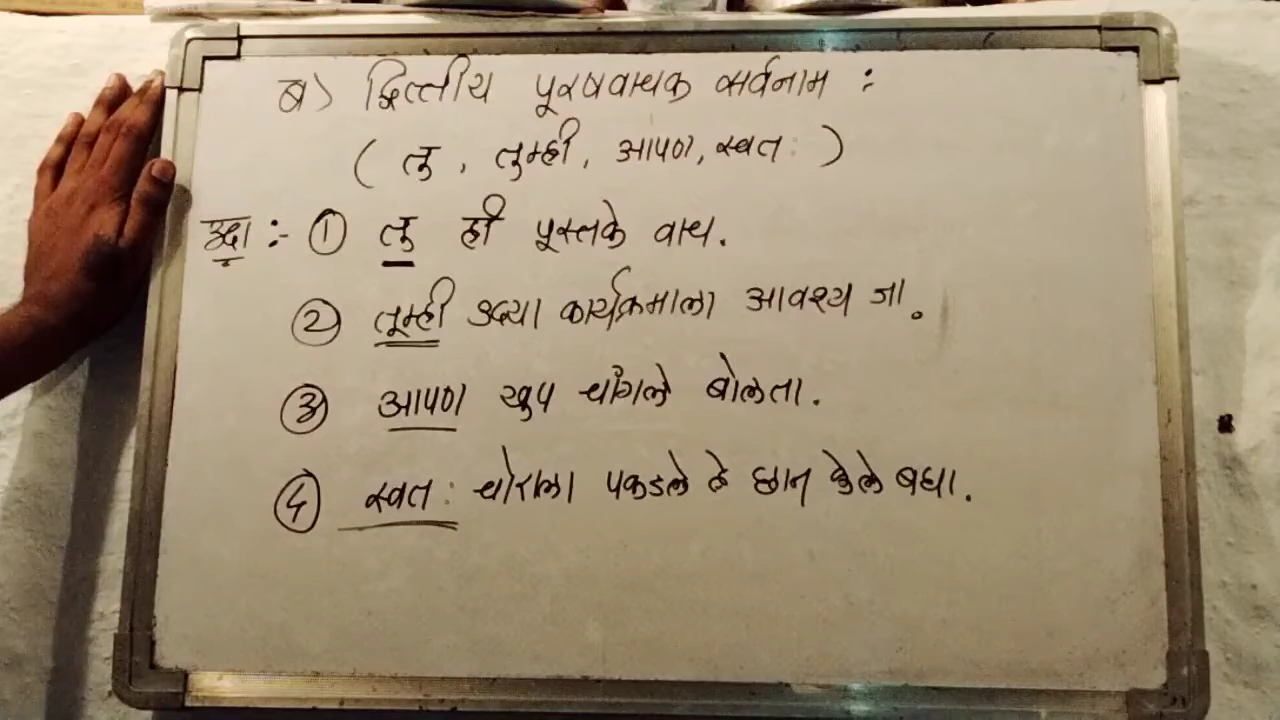 ब) द्वित्तीय पूरषवाचक सर्वनाम :
( तु , तुम्ही, आपण, स्वत: )
उदा :- ① तु ही पूस्तके वाच.
② तूम्ही उद्या कार्यक्रमाला आवश्य जा.
③ आपण खुप चांगले बोलता.
④ स्वत: चोराला पकडले हे छान केले बघा.